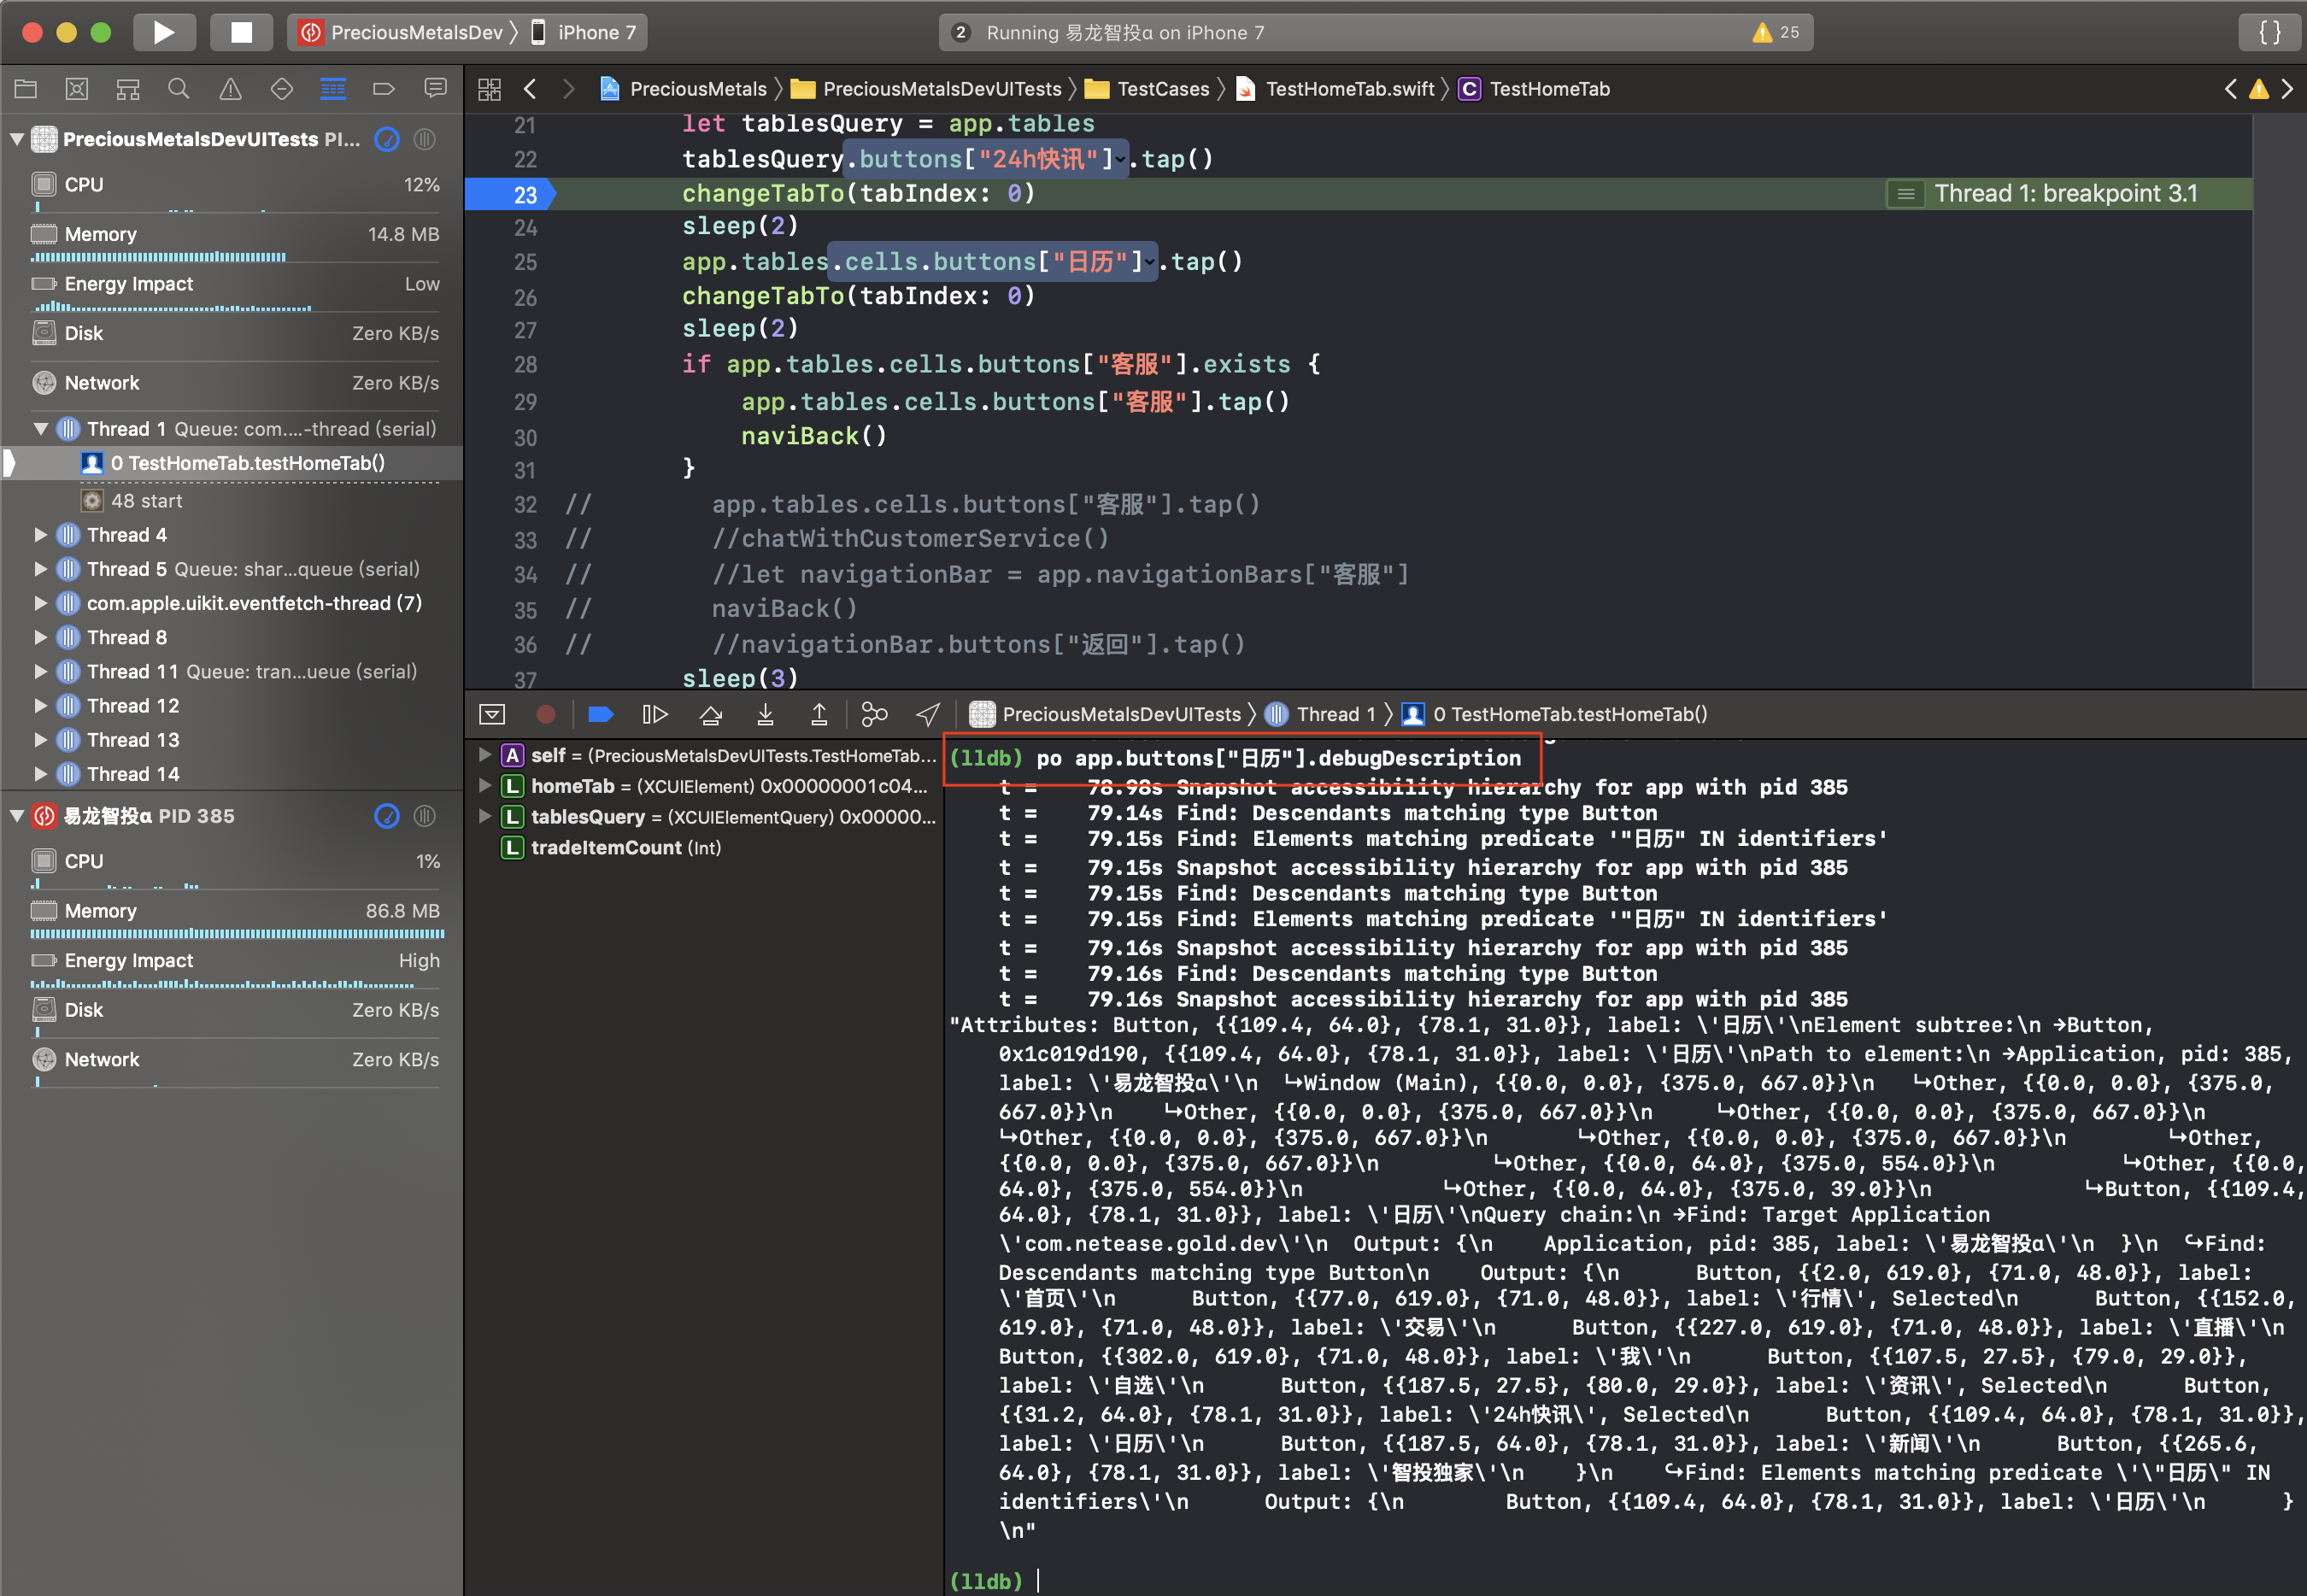 PreciousMetalsDev 〉 iPhone 7
2 Running 易龙智投α on iPhone 7
25
{ }
PreciousMetals 〉 PreciousMetalsDevUITests 〉 TestCases 〉 TestHomeTab.swift 〉 C TestHomeTab
PreciousMetalsDevUITests PI...
CPU 12%
Memory 14.8 MB
Energy Impact Low
Disk Zero KB/s
Network Zero KB/s
Thread 1 Queue: com....-thread (serial)
0 TestHomeTab.testHomeTab()
48 start
Thread 4
Thread 5 Queue: shar...queue (serial)
com.apple.uikit.eventfetch-thread (7)
Thread 8
Thread 11 Queue: tran...ueue (serial)
Thread 12
Thread 13
Thread 14
易龙智投α PID 385
CPU 1%
Memory 86.8 MB
Energy Impact High
Disk Zero KB/s
Network Zero KB/s
21 let tablesQuery = app.tables
22 tablesQuery.buttons["24h快讯"].tap()
23 changeTabTo(tabIndex: 0) Thread 1: breakpoint 3.1
24 sleep(2)
25 app.tables.cells.buttons["日历"].tap()
26 changeTabTo(tabIndex: 0)
27 sleep(2)
28 if app.tables.cells.buttons["客服"].exists {
29 app.tables.cells.buttons["客服"].tap()
30 naviBack()
31 }
32 // app.tables.cells.buttons["客服"].tap()
33 // //chatWithCustomerService()
34 // //let navigationBar = app.navigationBars["客服"]
35 // naviBack()
36 // //navigationBar.buttons["返回"].tap()
37 sleep(3)
PreciousMetalsDevUITests 〉 Thread 1 〉 0 TestHomeTab.testHomeTab()
A self = (PreciousMetalsDevUITests.TestHomeTab...
L homeTab = (XCUIElement) 0x00000001c04...
L tablesQuery = (XCUIElementQuery) 0x00000...
L tradeItemCount (Int)
(lldb) po app.buttons["日历"].debugDescription
t = 78.98s Snapshot accessibility hierarchy for app with pid 385
t = 79.14s Find: Descendants matching type Button
t = 79.15s Find: Elements matching predicate '"日历" IN identifiers'
t = 79.15s Snapshot accessibility hierarchy for app with pid 385
t = 79.15s Find: Descendants matching type Button
t = 79.15s Find: Elements matching predicate '"日历" IN identifiers'
t = 79.16s Snapshot accessibility hierarchy for app with pid 385
t = 79.16s Find: Descendants matching type Button
t = 79.16s Snapshot accessibility hierarchy for app with pid 385
"Attributes: Button, {{109.4, 64.0}, {78.1, 31.0}}, label: \'日历\'\nElement subtree:\n →Button,
0x1c019d190, {{109.4, 64.0}, {78.1, 31.0}}, label: \'日历\'\nPath to element:\n →Application, pid: 385,
label: \'易龙智投α\'\n ↳Window (Main), {{0.0, 0.0}, {375.0, 667.0}}\n ↳Other, {{0.0, 0.0}, {375.0,
667.0}}\n ↳Other, {{0.0, 0.0}, {375.0, 667.0}}\n ↳Other, {{0.0, 0.0}, {375.0, 667.0}}\n
↳Other, {{0.0, 0.0}, {375.0, 667.0}}\n ↳Other, {{0.0, 0.0}, {375.0, 667.0}}\n ↳Other,
{{0.0, 0.0}, {375.0, 667.0}}\n ↳Other, {{0.0, 64.0}, {375.0, 554.0}}\n ↳Other, {{0.0,
64.0}, {375.0, 554.0}}\n ↳Other, {{0.0, 64.0}, {375.0, 39.0}}\n ↳Button, {{109.4,
64.0}, {78.1, 31.0}}, label: \'日历\'\nQuery chain:\n →Find: Target Application
\'com.netease.gold.dev\'\n Output: {\n Application, pid: 385, label: \'易龙智投α\'\n }\n ↪Find:
Descendants matching type Button\n Output: {\n Button, {{2.0, 619.0}, {71.0, 48.0}}, label:
\'首页\'\n Button, {{77.0, 619.0}, {71.0, 48.0}}, label: \'行情\', Selected\n Button, {{152.0,
619.0}, {71.0, 48.0}}, label: \'交易\'\n Button, {{227.0, 619.0}, {71.0, 48.0}}, label: \'直播\'\n
Button, {{302.0, 619.0}, {71.0, 48.0}}, label: \'我\'\n Button, {{107.5, 27.5}, {79.0, 29.0}},
label: \'自选\'\n Button, {{187.5, 27.5}, {80.0, 29.0}}, label: \'资讯\', Selected\n Button,
{{31.2, 64.0}, {78.1, 31.0}}, label: \'24h快讯\', Selected\n Button, {{109.4, 64.0}, {78.1, 31.0}},
label: \'日历\'\n Button, {{187.5, 64.0}, {78.1, 31.0}}, label: \'新闻\'\n Button, {{265.6,
64.0}, {78.1, 31.0}}, label: \'智投独家\'\n }\n ↪Find: Elements matching predicate \'\"日历\" IN
identifiers\'\n Output: {\n Button, {{109.4, 64.0}, {78.1, 31.0}}, label: \'日历\'\n }
\n"
(lldb)